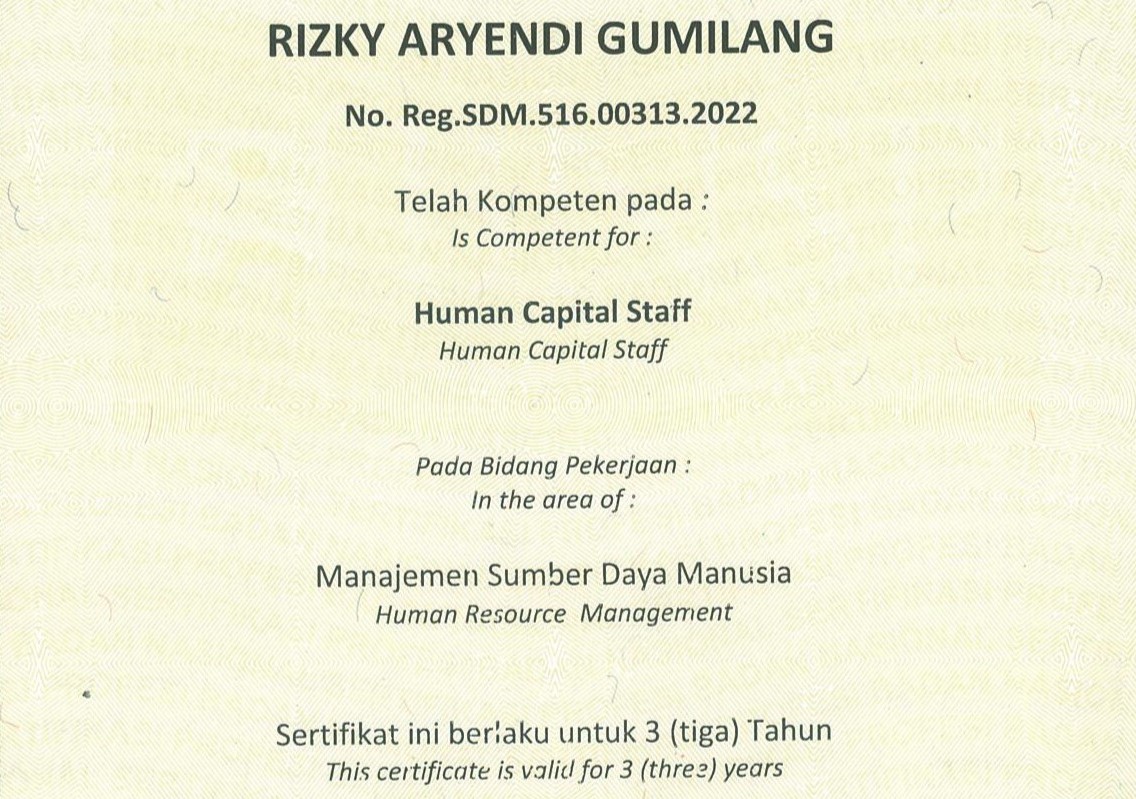 RIZKY ARYENDI GUMILANG
No. Reg.SDM.516.00313.2022
Telah Kompeten pada :
Is Competent for :
Human Capital Staff
Human Capital Staff
Pada Bidang Pekerjaan :
In the area of :
Manajemen Sumber Daya Manusia
Human Resource Management
Sertifikat ini berlaku untuk 3 (tiga) Tahun
This certificate is valid for 3 (three) years